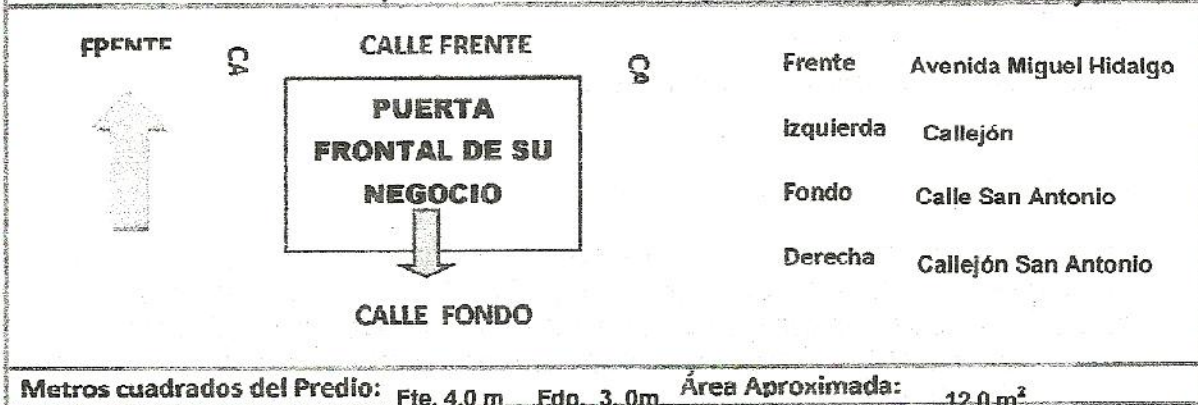 FRENTE
CALLE FRENTE
CA
CA
PUERTA
FRONTAL DE SU
NEGOCIO
CALLE FONDO
Frente Avenida Miguel Hidalgo
Izquierda Callejón
Fondo Calle San Antonio
Derecha Callejón San Antonio
Metros cuadrados del Predio: Fte. 4.0 m Fdo. 3.0m Área Aproximada: 12.0 m²